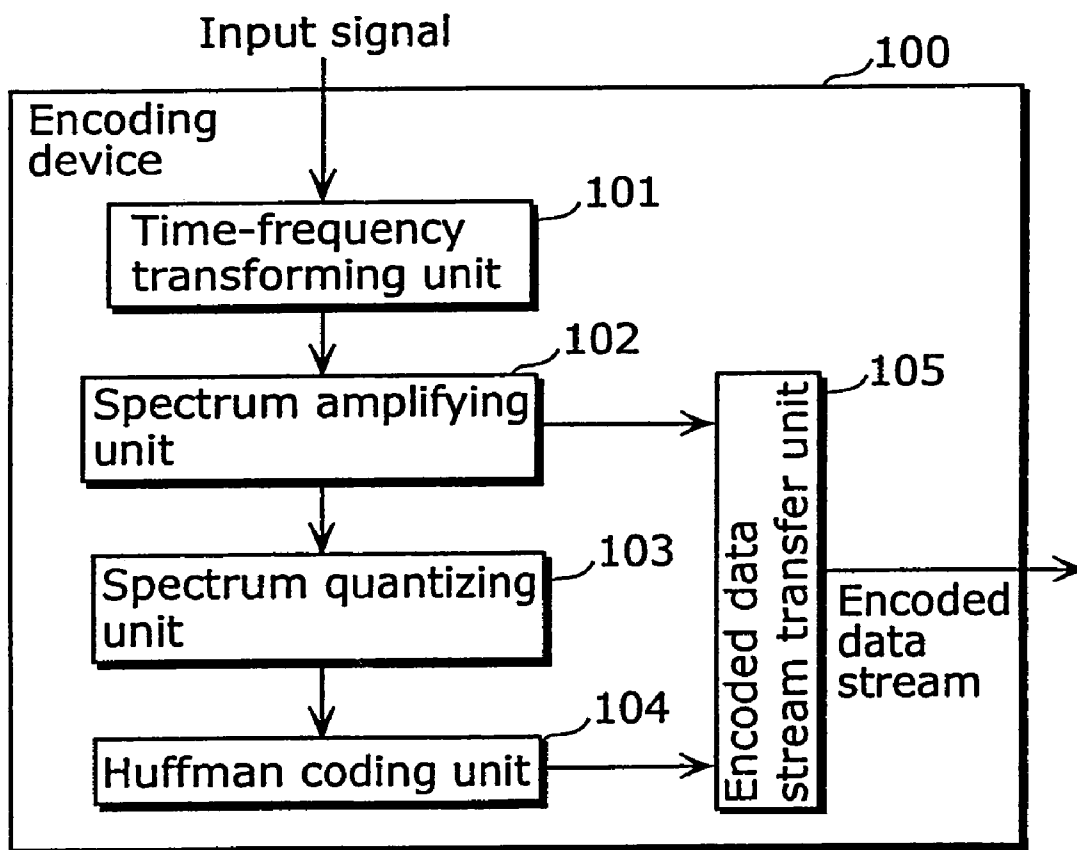 Input signal
100
Encoding
device
101
Time-frequency
transforming unit
102
Spectrum amplifying
unit
105
Encoded data
stream transfer unit
103
Spectrum quantizing
unit
Encoded
data
stream
104
Huffman coding unit